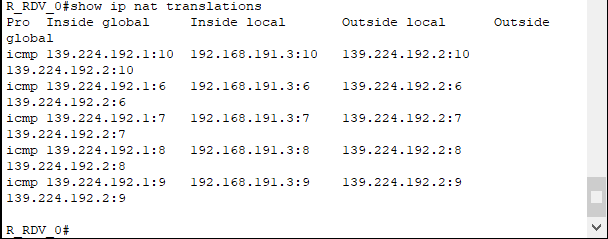 R_RDV_0#show ip nat translations
Pro  Inside global     Inside local       Outside local      Outside
global
icmp 139.224.192.1:10  192.168.191.3:10   139.224.192.2:10
139.224.192.2:10
icmp 139.224.192.1:6   192.168.191.3:6    139.224.192.2:6
139.224.192.2:6
icmp 139.224.192.1:7   192.168.191.3:7    139.224.192.2:7
139.224.192.2:7
icmp 139.224.192.1:8   192.168.191.3:8    139.224.192.2:8
139.224.192.2:8
icmp 139.224.192.1:9   192.168.191.3:9    139.224.192.2:9
139.224.192.2:9
R_RDV_0#